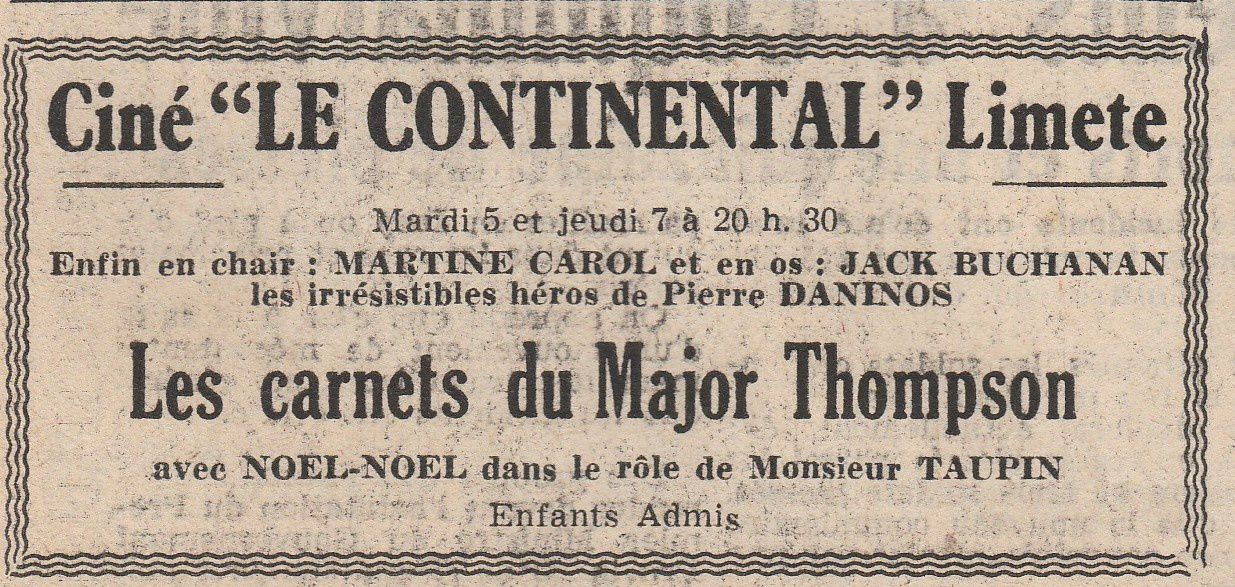 Ciné “LE CONTINENTAL” Limete
Mardi 5 et jeudi 7 à 20 h. 30
Enfin en chair : MARTINE CAROL et en os : JACK BUCHANAN
les irrésistibles héros de Pierre DANINOS
Les carnets du Major Thompson
avec NOEL-NOEL dans le rôle de Monsieur TAUPIN
Enfants Admis